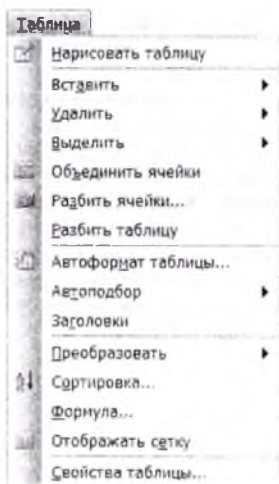 Таблица
Нарисовать таблицу
Вставить
Удалить
Выделить
Объединить ячейки
Разбить ячейки...
Разбить таблицу
Автоформат таблицы...
Автоподбор
Заголовки
Преобразовать
Сортировка...
Формула...
Отображать сетку
Свойства таблицы...